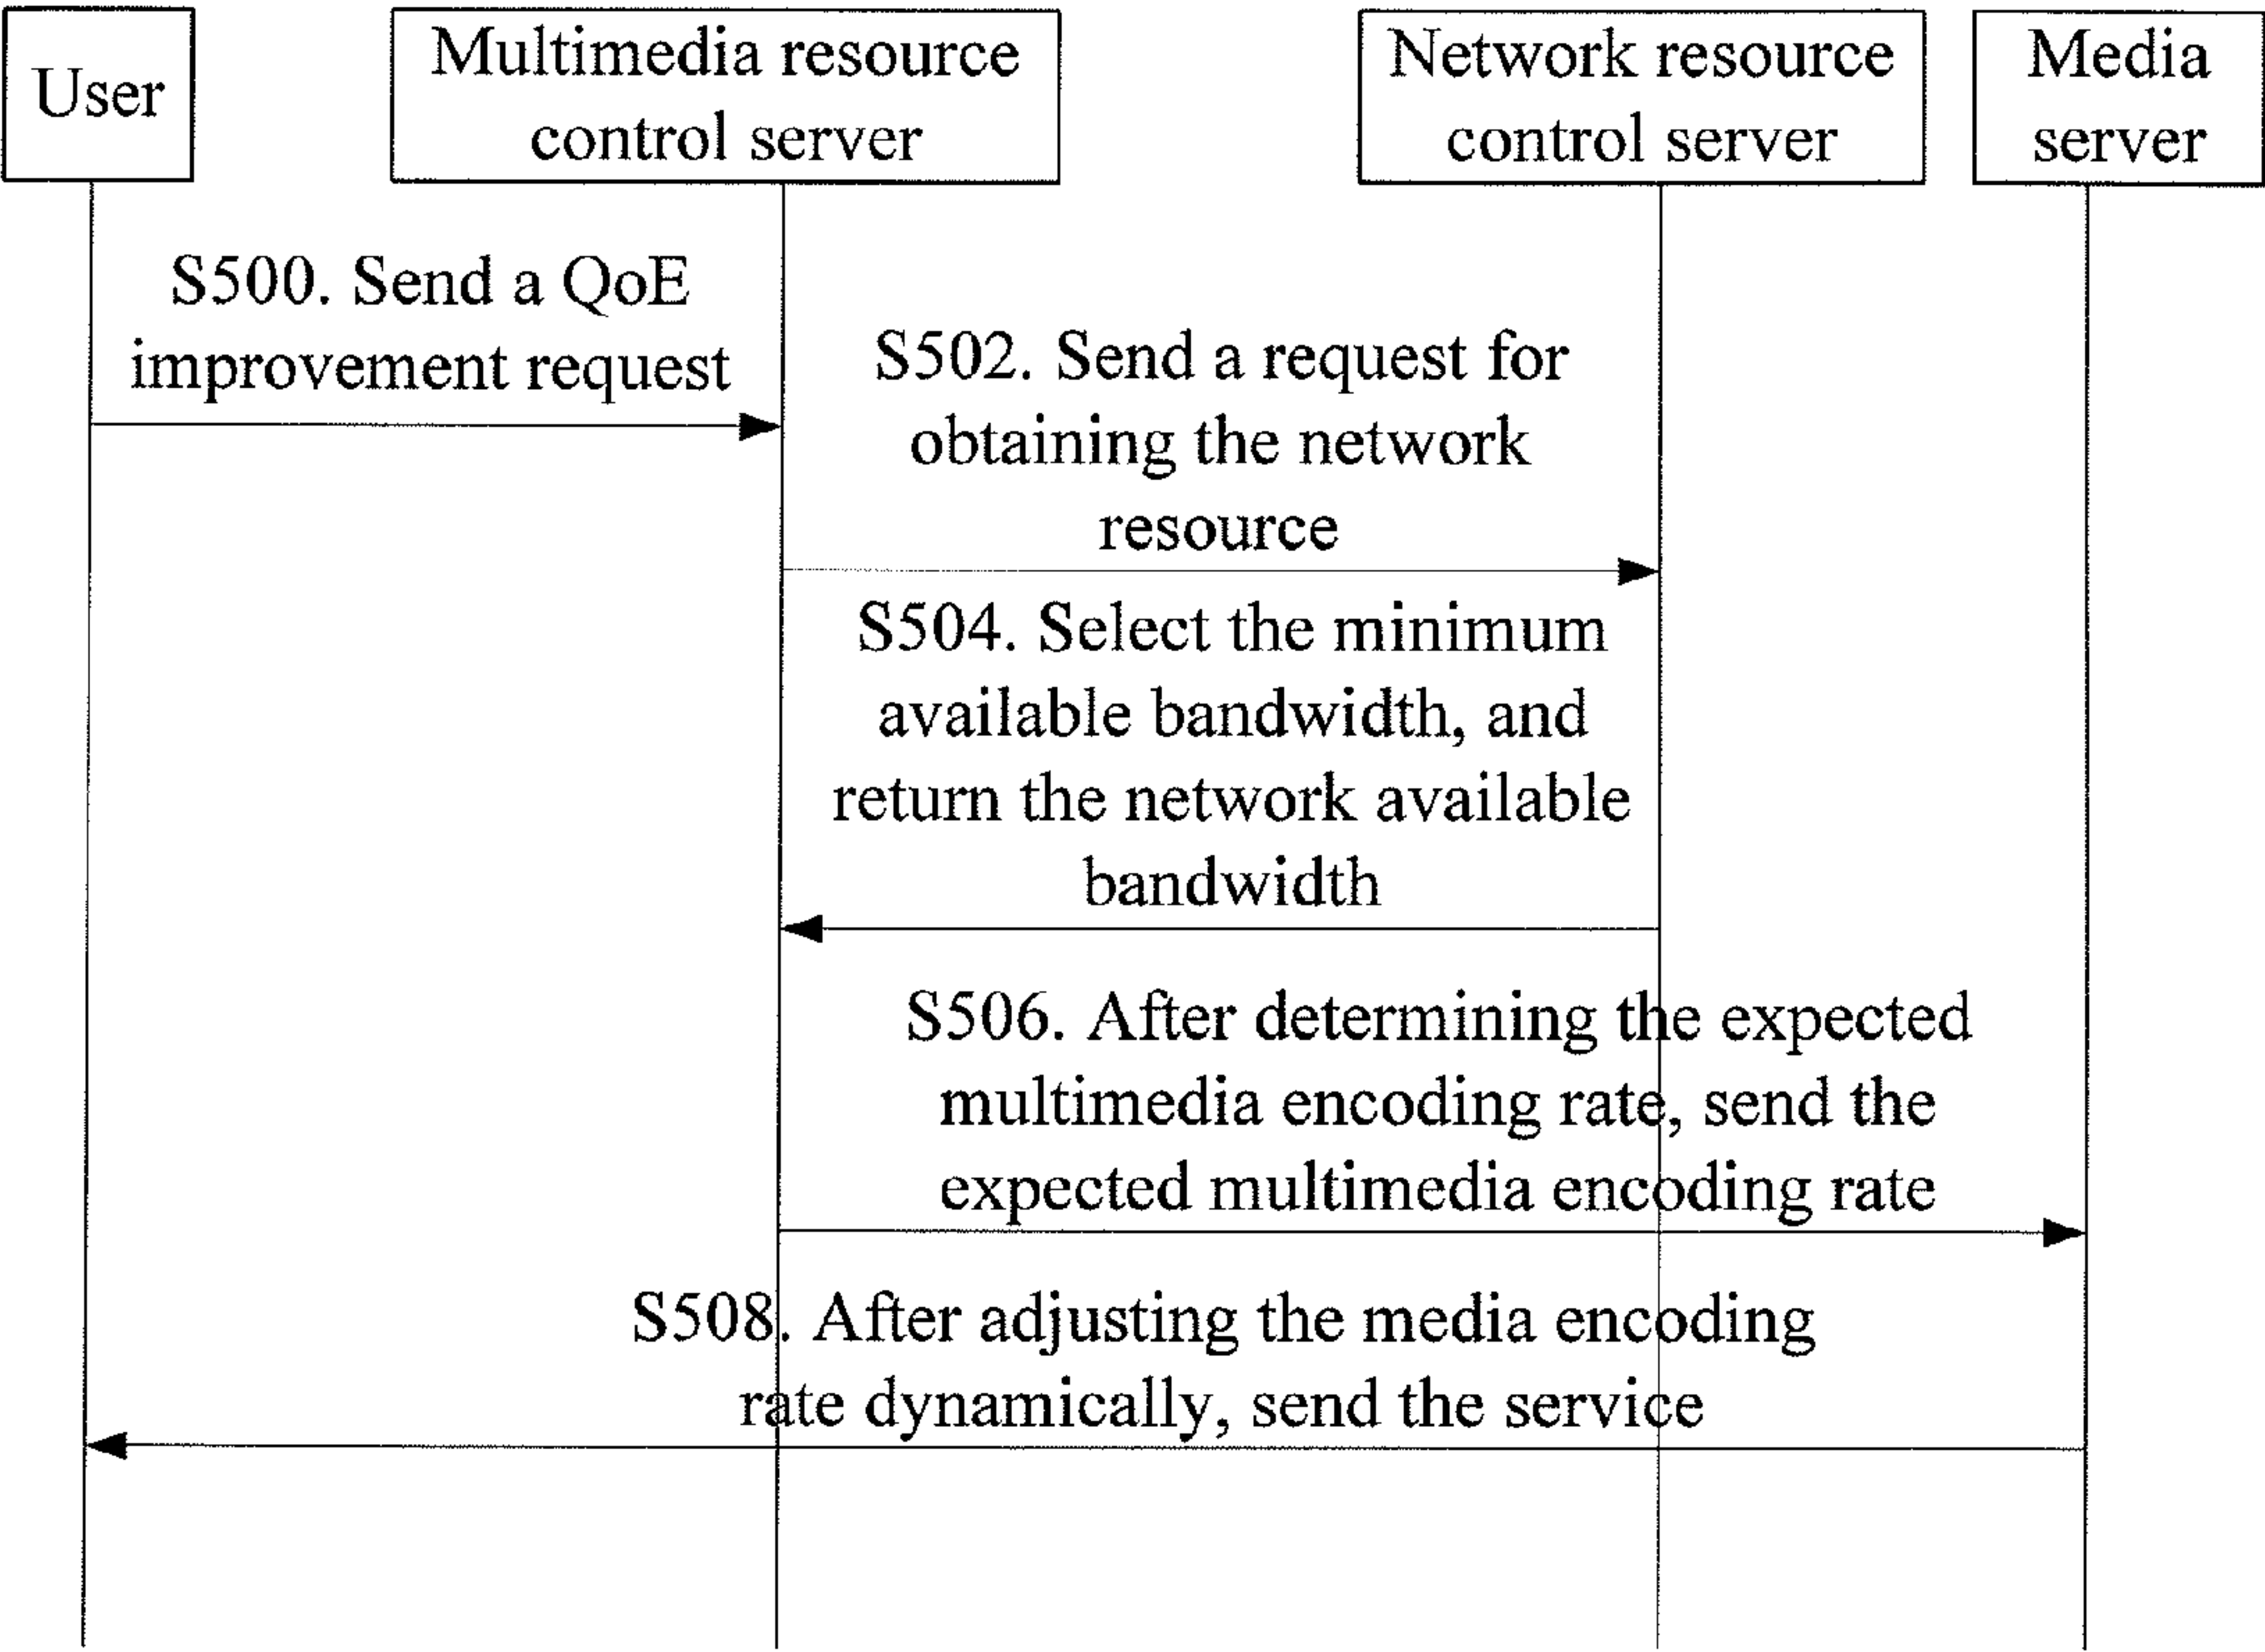 User
Multimedia resource
control server
Network resource
control server
Media
server
S500. Send a QoE
improvement request
S502. Send a request for
obtaining the network
resource
S504. Select the minimum
available bandwidth, and
return the network available
bandwidth
S506. After determining the expected
multimedia encoding rate, send the
expected multimedia encoding rate
S508. After adjusting the media encoding
rate dynamically, send the service